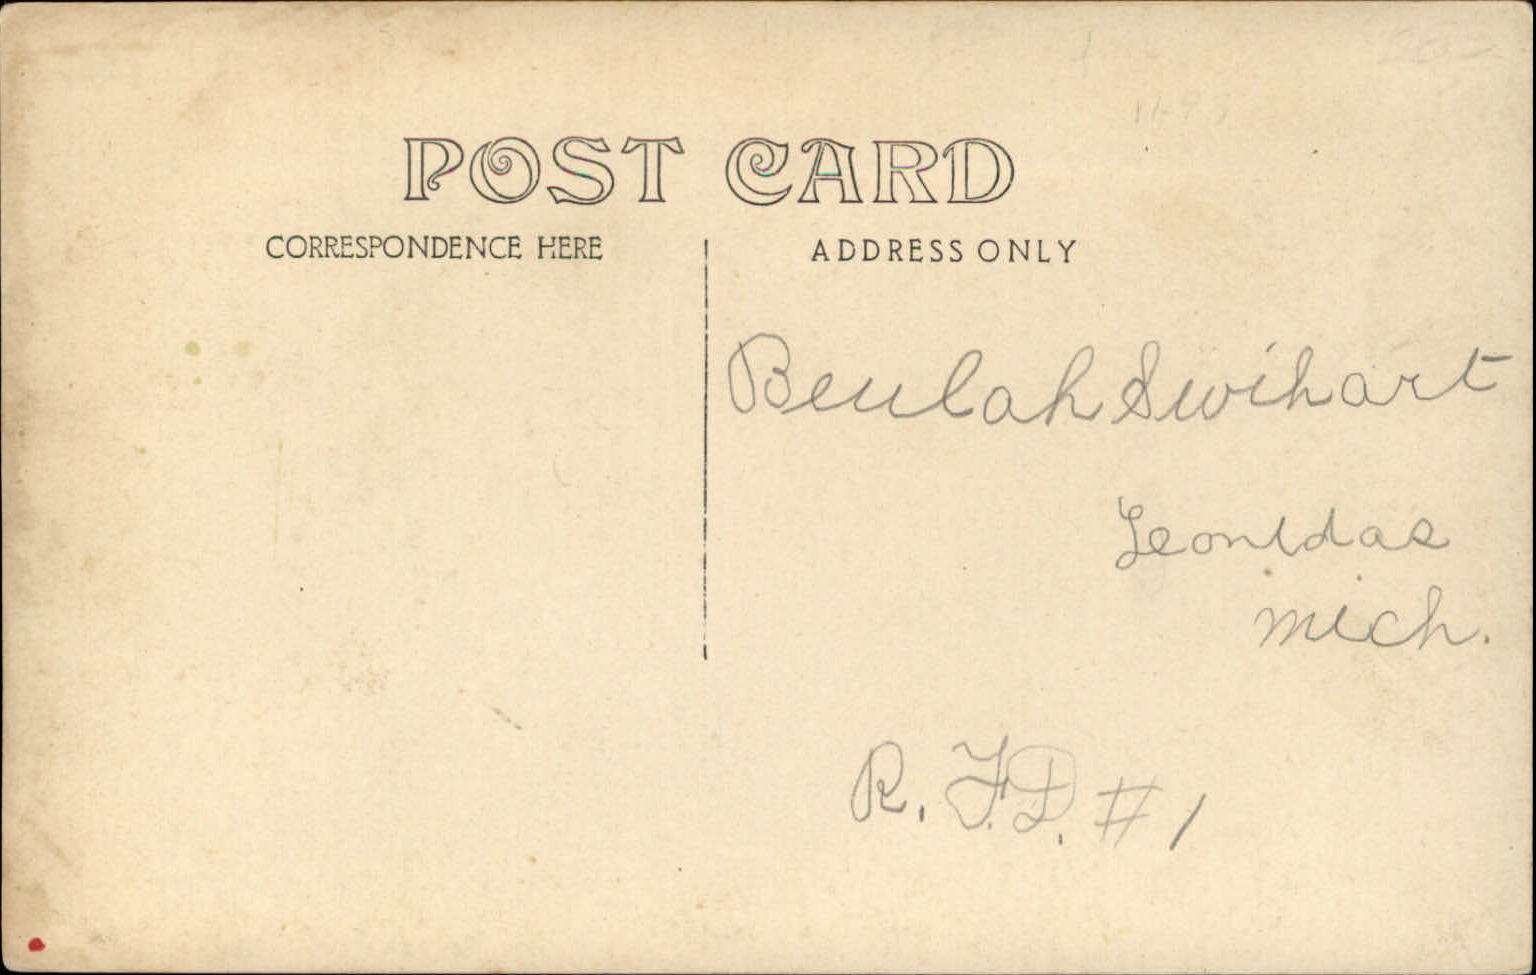 POST CARD
CORRESPONDENCE HERE
ADDRESS ONLY
Beulah Swihart
Leonidas
Mich.
R.F.D. #1